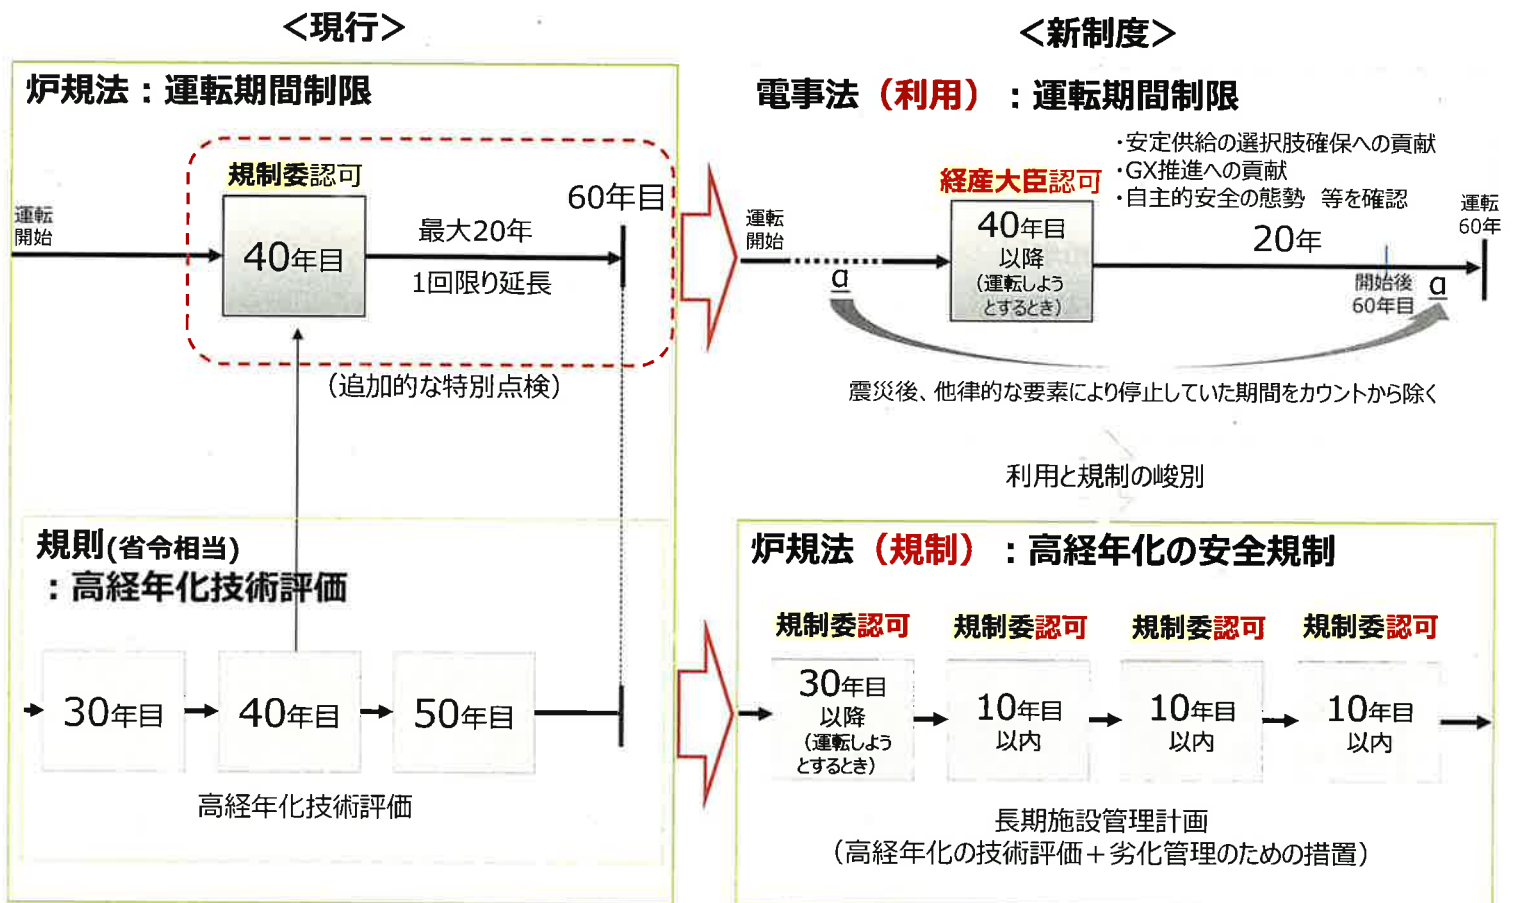 ＜現行＞
炉規法：運転期間制限
規制委認可
運転
開始
40年目
最大20年
1回限り延長
60年目
（追加的な特別点検）
規則(省令相当)
：高経年化技術評価
30年目
40年目
50年目
高経年化技術評価
＜新制度＞
電事法（利用）：運転期間制限
・安定供給の選択肢確保への貢献
・GX推進への貢献
・自主的安全の態勢　等を確認
経産大臣認可
運転
開始
a
40年目
以降
（運転しよう
とするとき）
20年
開始後
60年目
a
運転
60年
震災後、他律的な要素により停止していた期間をカウントから除く
利用と規制の峻別
炉規法（規制）：高経年化の安全規制
規制委認可
規制委認可
規制委認可
規制委認可
30年目
以降
（運転しよう
とするとき）
10年目
以内
10年目
以内
10年目
以内
長期施設管理計画
（高経年化の技術評価＋劣化管理のための措置）